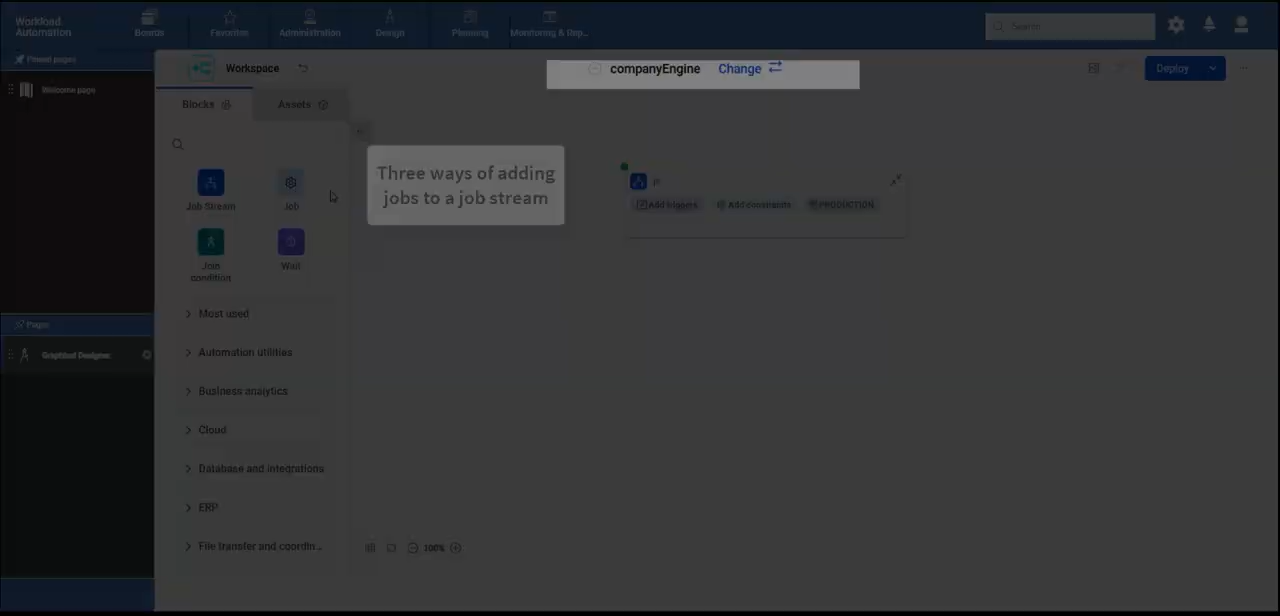 Workload
Automation
Boards
Favorites
Administration
Design
Planning
Monitoring & Rep...
Search
Pinned pages
Welcome page
Workspace
companyEngine
Change
Deploy
Blocks
Assets
Three ways of adding
jobs to a job stream
Job Stream
Job
Add triggers
Add constraints
PRODUCTION
Join
condition
Wait
Most used
Automation utilities
Business analytics
Cloud
Database and integrations
ERP
File transfer and coordin...
Pages
Graphical Designer
100%